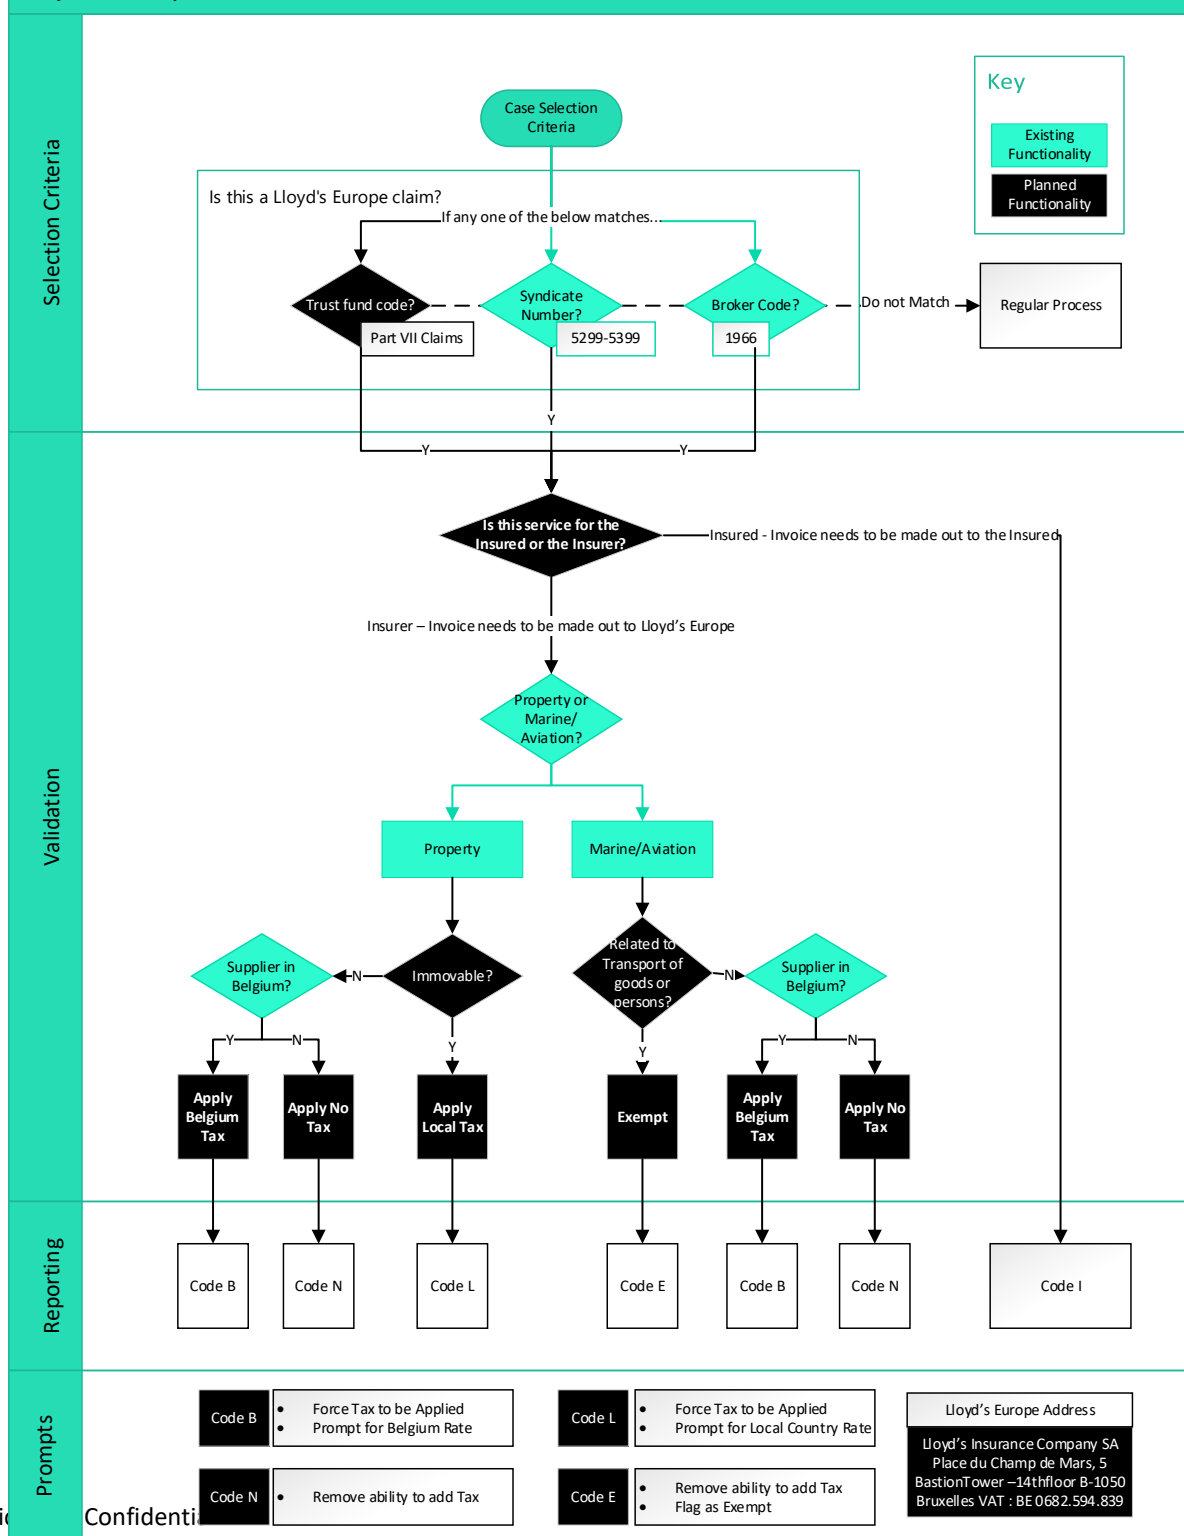 Selection Criteria
Case Selection
Criteria
Key
Existing
Functionality
Planned
Functionality
Is this a Lloyd's Europe claim?
If any one of the below matches...
Trust fund code?
Part VII Claims
Syndicate
Number?
5299-5399
Broker Code?
1966
Do not Match
Regular Process
Y
Y
Y
Validation
Is this service for the
Insured or the Insurer?
Insured - Invoice needs to be made out to the Insured
Insurer – Invoice needs to be made out to Lloyd’s Europe
Property or
Marine/
Aviation?
Property
Marine/Aviation
Supplier in
Belgium?
N
Immovable?
Related to
Transport of
goods or
persons?
N
Supplier in
Belgium?
Y
N
Y
Y
Y
N
Apply
Belgium
Tax
Apply No
Tax
Apply
Local Tax
Exempt
Apply
Belgium
Tax
Apply No
Tax
Reporting
Code B
Code N
Code L
Code E
Code B
Code N
Code I
Prompts
Code B
• Force Tax to be Applied
• Prompt for Belgium Rate
Code L
• Force Tax to be Applied
• Prompt for Local Country Rate
Code N
• Remove ability to add Tax
Code E
• Remove ability to add Tax
• Flag as Exempt
Lloyd’s Europe Address
Lloyd’s Insurance Company SA
Place du Champ de Mars, 5
BastionTower –14thfloor B-1050
Bruxelles VAT : BE 0682.594.839